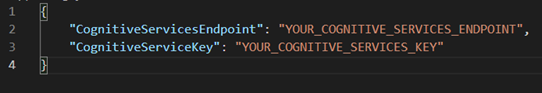 1 {
2 "CognitiveServicesEndpoint": "YOUR_COGNITIVE_SERVICES_ENDPOINT",
3 "CognitiveServiceKey": "YOUR_COGNITIVE_SERVICES_KEY"
4 }